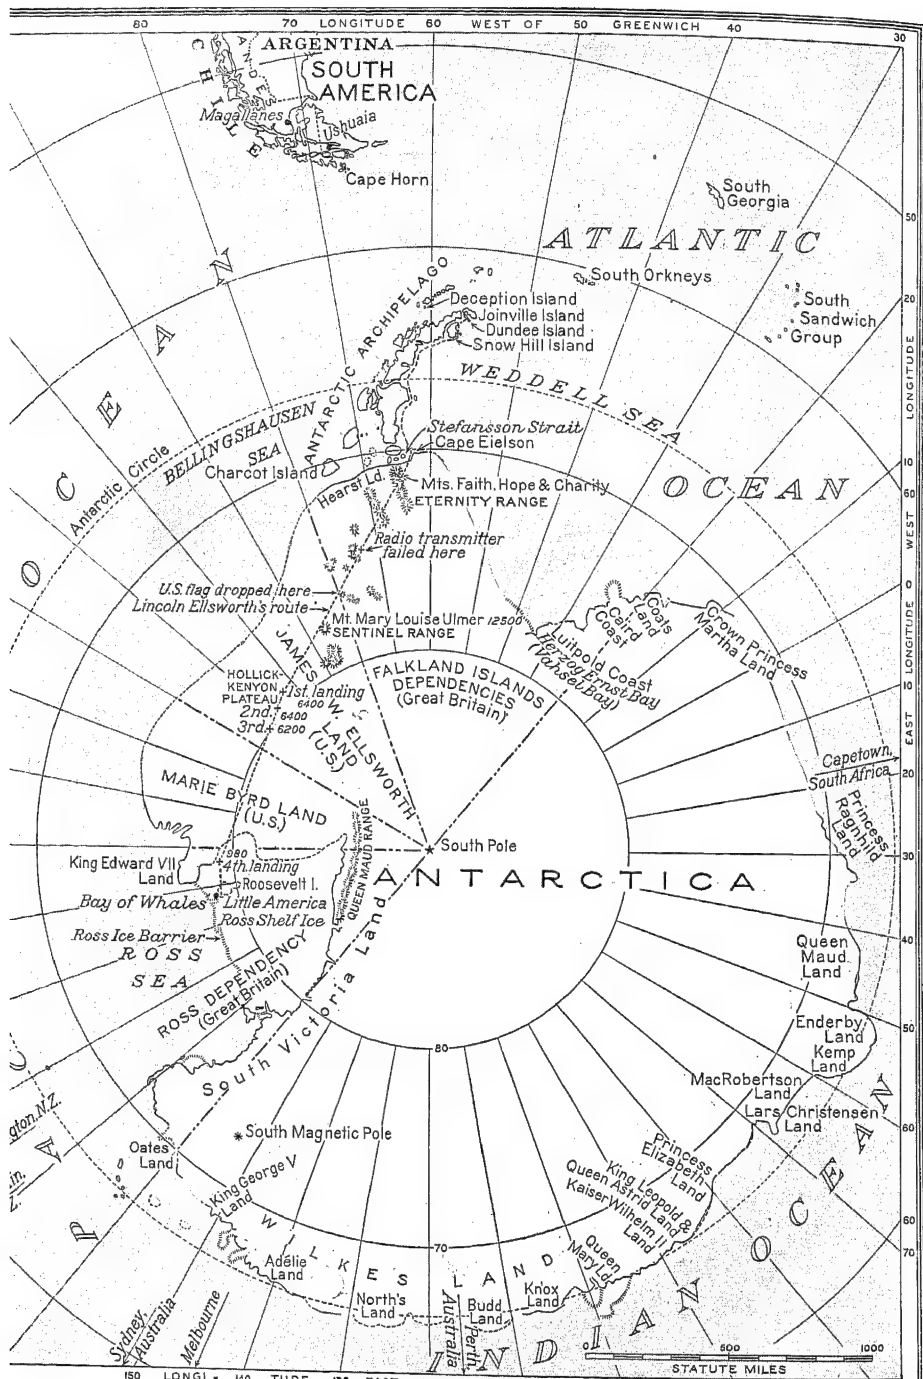 80 70 LONGITUDE 60 WEST OF 50 GREENWICH 40 30
ARGENTINA
SOUTH
AMERICA
CHILE
ANDES
Magallanes
Ushuaia
Cape Horn
South
Georgia
50
ATLANTIC
South Orkneys
20
South
Sandwich
Group
LONGITUDE
ANTARCTIC ARCHIPELAGO
Deception Island
Joinville Island
Dundee Island
Snow Hill Island
WEDDELL SEA
OCEAN
Antarctic Circle
BELLINGSHAUSEN
SEA
Charcot Island
Stefansson Strait
Cape Eielson
10
60
WEST
OCEAN
Hearst Ld.
Mts. Faith, Hope & Charity
ETERNITY RANGE
Radio transmitter
failed here
U.S. flag dropped here
Lincoln Ellsworth's route
0
Mt. Mary Louise Ulmer 12500
SENTINEL RANGE
Coats
Land
Caird
Coast
Crown Princess
Martha Land
Luitpold Coast
Herzog Ernst Bay
(Vahsel Bay)
JAMES
W. ELLSWORTH
LAND
(U.S.)
HOLLICK-
KENYON
PLATEAU
1st. landing
6400
2nd. 6400
3rd. 6200
FALKLAND ISLANDS
DEPENDENCIES
(Great Britain)
10
EAST
Capetown,
South Africa
20
LONGITUDE
MARIE BYRD LAND
(U.S.)
Princess
Ragnhild
Land
QUEEN MAUD RANGE
South Pole
30
King Edward VII
Land
980
4th. landing
Roosevelt I.
Bay of Whales
Little America
Ross Shelf Ice
ANTARCTICA
Ross Ice Barrier
ROSS
SEA
ROSS DEPENDENCY
(Great Britain)
South Victoria Land
Queen
Maud
Land
40
50
Enderby
Land
Kemp
Land
80
MacRobertson
Land
Lars Christensen
Land
60
South Magnetic Pole
Oates
Land
King George V
Land
Princess
Elizabeth
Land
King Leopold &
Queen Astrid Land
Kaiser Wilhelm II
Land
Queen
Mary Ld.
70
70
WILKES LAND
Adélie
Land
North's
Land
Budd
Land
Knox
Land
INDIAN OCEAN
Sydney,
Australia
Melbourne
Perth,
Australia
0 500 1000
STATUTE MILES
150